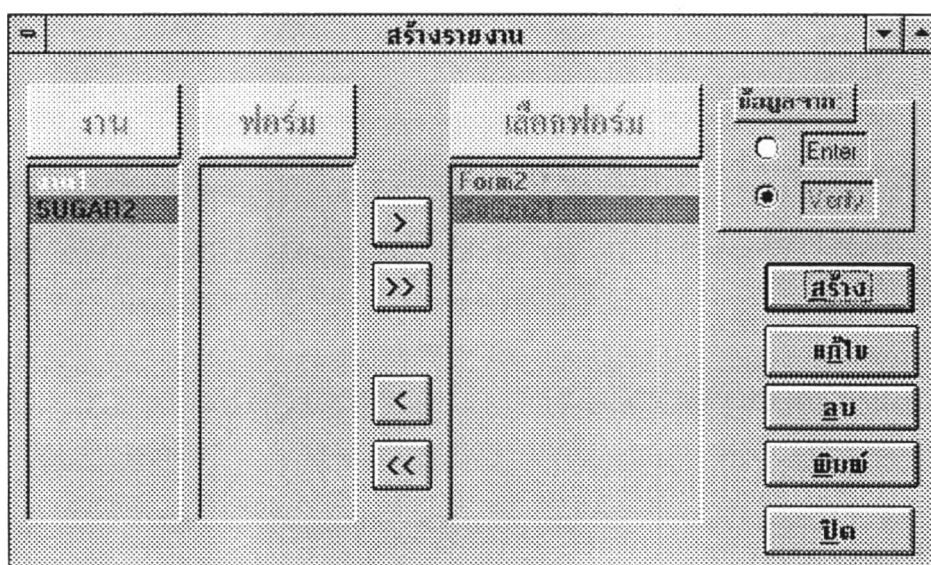 สร้างรายงาน
งาน
ฟอร์ม
เลือกฟอร์ม
ข้อมูลจาก
Enter
Verify
งาน1
SUGAR2
Form2
>
>>
<
<<
สร้าง
แก้ไข
ลบ
พิมพ์
ปิด